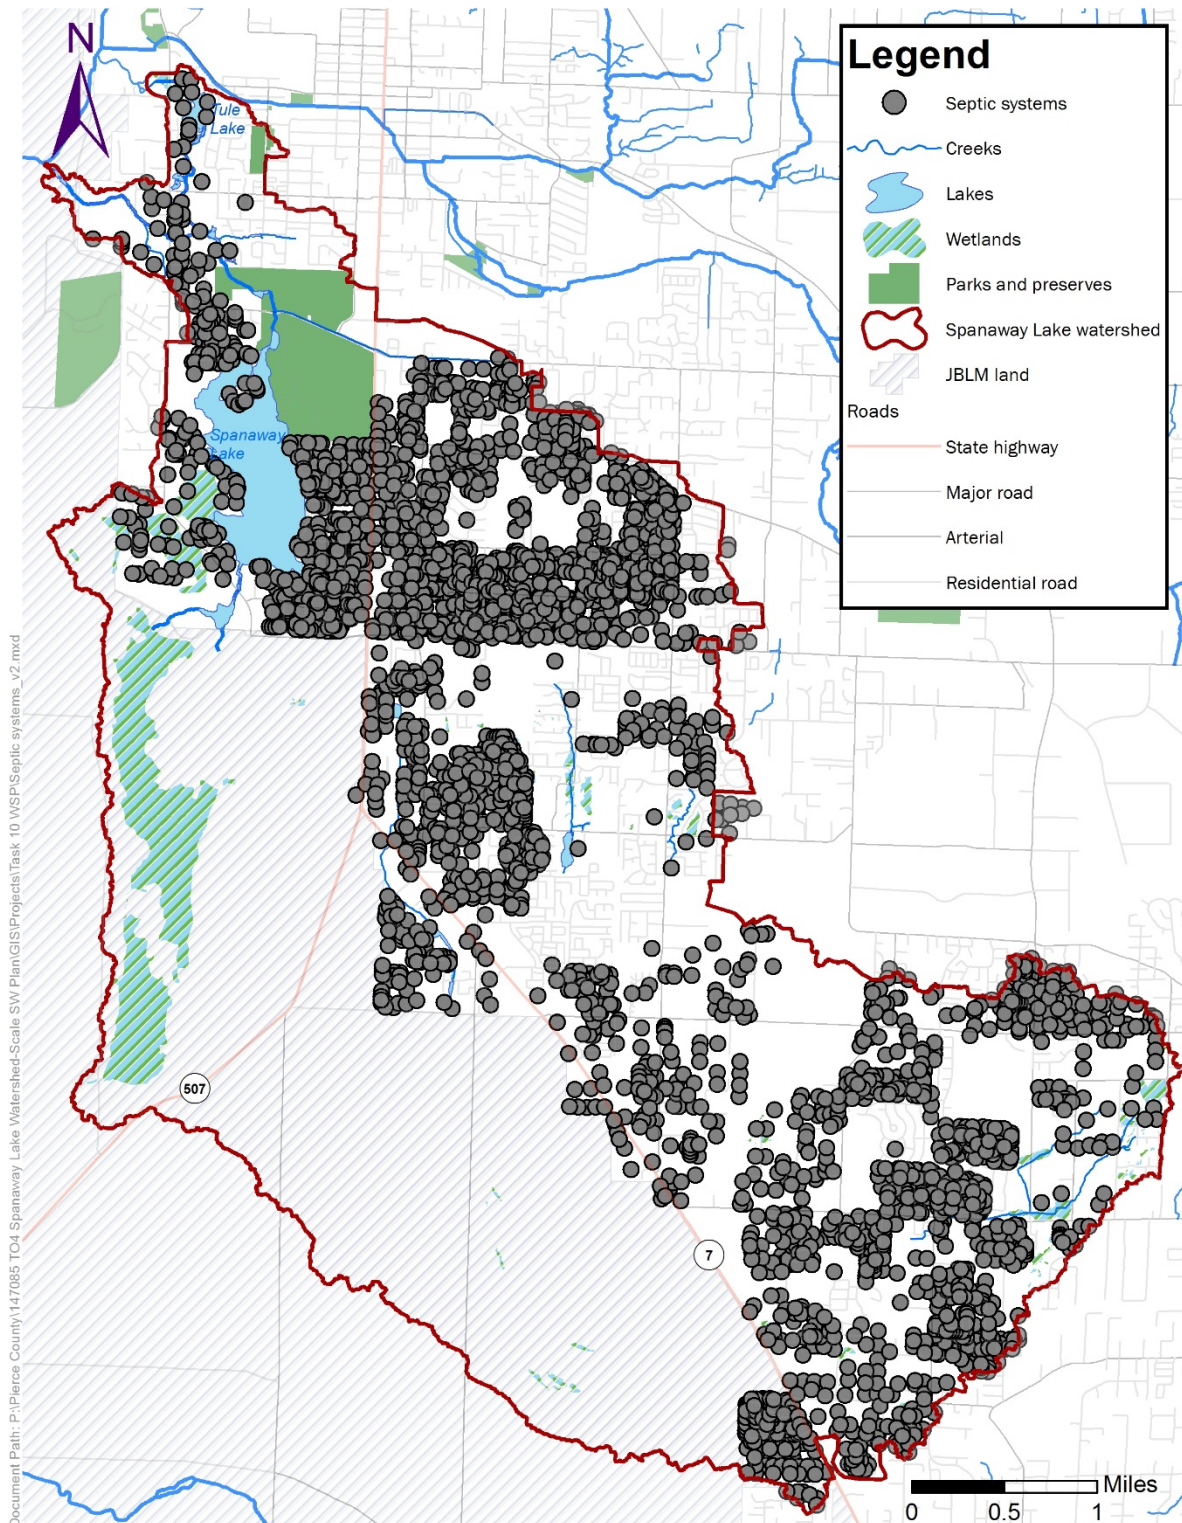 N
Legend
Septic systems
Creeks
Lakes
Wetlands
Parks and preserves
Spanaway Lake watershed
JBLM land
Roads
State highway
Major road
Arterial
Residential road
Tule
Lake
Spanaway
Lake
507
7
Miles
0 0.5 1
Document Path: P:\Pierce County\147085 TO4 Spanaway Lake Watershed-Scale SW Plan\GIS\Projects\Task 10 WSP\Septic systems_v2.mxd